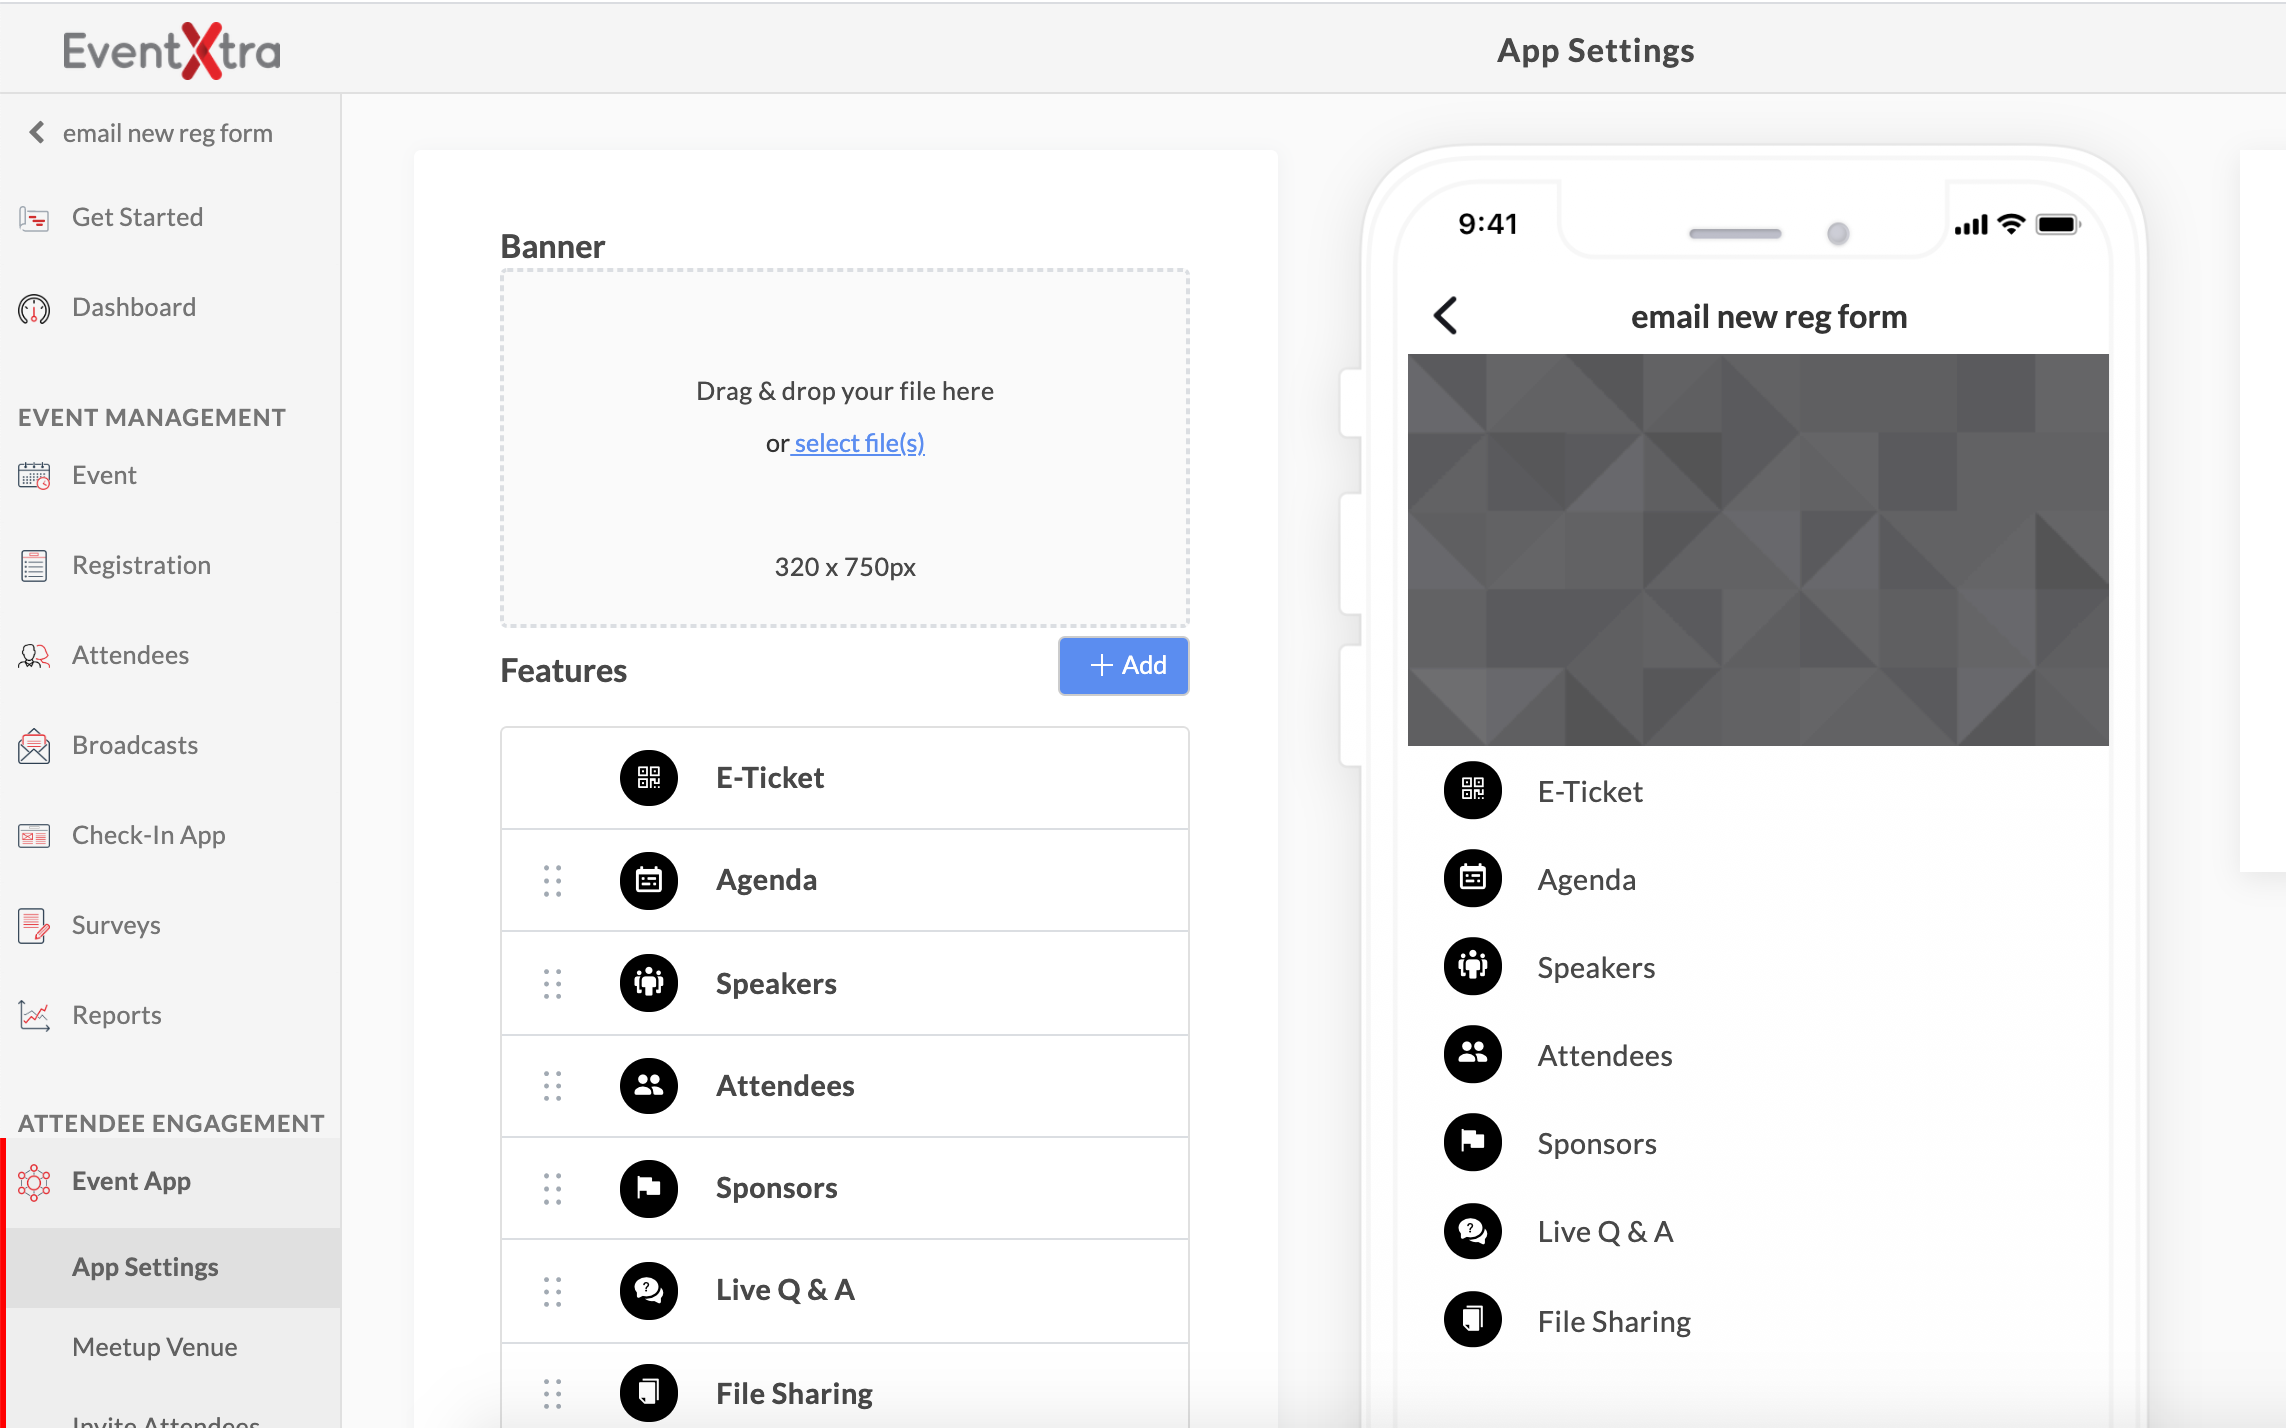 EventXtra
App Settings
email new reg form
Get Started
Dashboard
EVENT MANAGEMENT
Event
Registration
Attendees
Broadcasts
Check-In App
Surveys
Reports
ATTENDEE ENGAGEMENT
Event App
App Settings
Meetup Venue
Invite Attendees
Banner
Drag & drop your file here
or select file(s)
320 x 750px
Features
+ Add
E-Ticket
Agenda
Speakers
Attendees
Sponsors
Live Q & A
File Sharing
9:41
email new reg form
E-Ticket
Agenda
Speakers
Attendees
Sponsors
Live Q & A
File Sharing